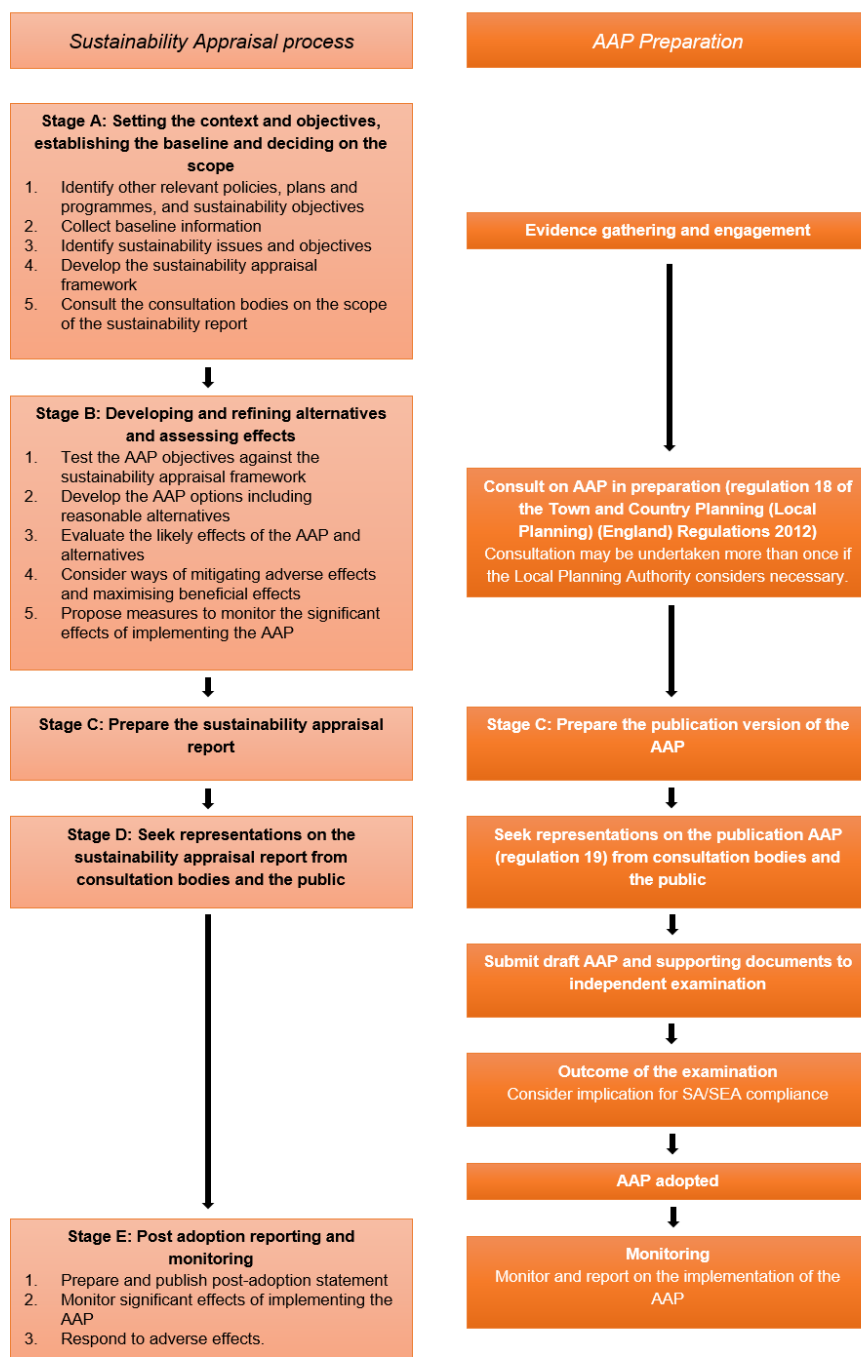 Sustainability Appraisal process
Stage A: Setting the context and objectives,
establishing the baseline and deciding on the
scope
1. Identify other relevant policies, plans and
programmes, and sustainability objectives
2. Collect baseline information
3. Identify sustainability issues and objectives
4. Develop the sustainability appraisal
framework
5. Consult the consultation bodies on the scope
of the sustainability report
Stage B: Developing and refining alternatives
and assessing effects
1. Test the AAP objectives against the
sustainability appraisal framework
2. Develop the AAP options including
reasonable alternatives
3. Evaluate the likely effects of the AAP and
alternatives
4. Consider ways of mitigating adverse effects
and maximising beneficial effects
5. Propose measures to monitor the significant
effects of implementing the AAP
Stage C: Prepare the sustainability appraisal
report
Stage D: Seek representations on the
sustainability appraisal report from
consultation bodies and the public
Stage E: Post adoption reporting and
monitoring
1. Prepare and publish post-adoption statement
2. Monitor significant effects of implementing the
AAP
3. Respond to adverse effects.
AAP Preparation
Evidence gathering and engagement
Consult on AAP in preparation (regulation 18 of
the Town and Country Planning (Local
Planning) (England) Regulations 2012)
Consultation may be undertaken more than once if
the Local Planning Authority considers necessary.
Stage C: Prepare the publication version of the
AAP
Seek representations on the publication AAP
(regulation 19) from consultation bodies and
the public
Submit draft AAP and supporting documents to
independent examination
Outcome of the examination
Consider implication for SA/SEA compliance
AAP adopted
Monitoring
Monitor and report on the implementation of the
AAP